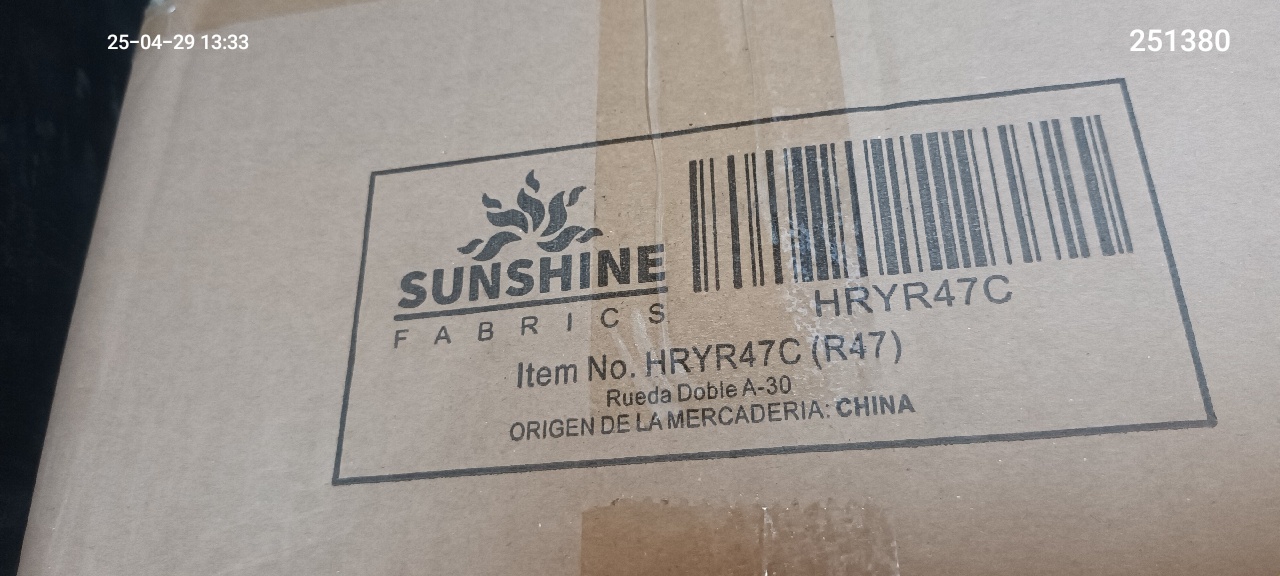 25-04-29 13:33
251380
SUNSHINE
FABRICS
HRYR47C
Item No. HRYR47C (R47)
Rueda Doble A-30
ORIGEN DE LA MERCADERIA: CHINA